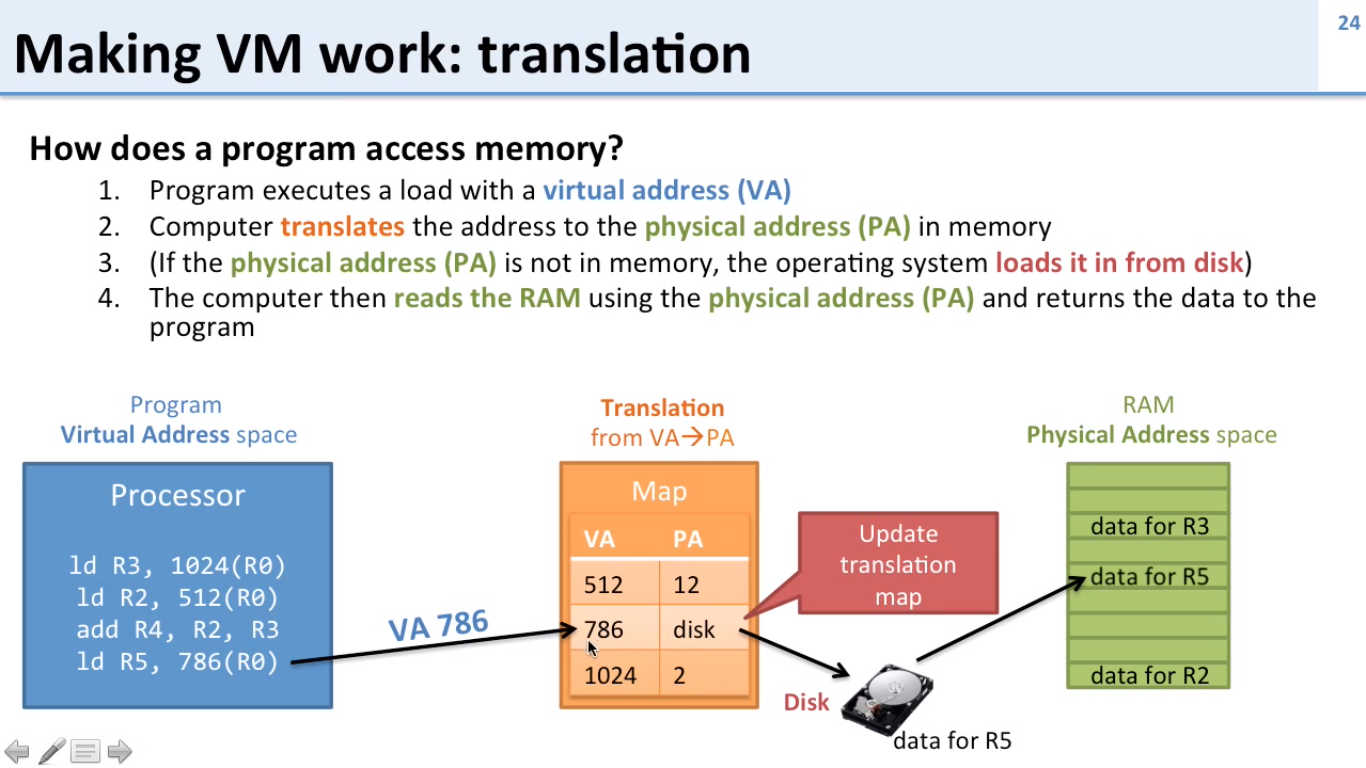 24
Making VM work: translation
How does a program access memory?
1. Program executes a load with a virtual address (VA)
2. Computer translates the address to the physical address (PA) in memory
3. (If the physical address (PA) is not in memory, the operating system loads it in from disk)
4. The computer then reads the RAM using the physical address (PA) and returns the data to the
program
Program
Virtual Address space
Processor
ld R3, 1024(R0)
ld R2, 512(R0)
add R4, R2, R3
ld R5, 786(R0)
VA 786
Translation
from VA→PA
Map
VA PA
512 12
786 disk
1024 2
Update
translation
map
Disk
data for R5
RAM
Physical Address space
data for R3
data for R5
data for R2